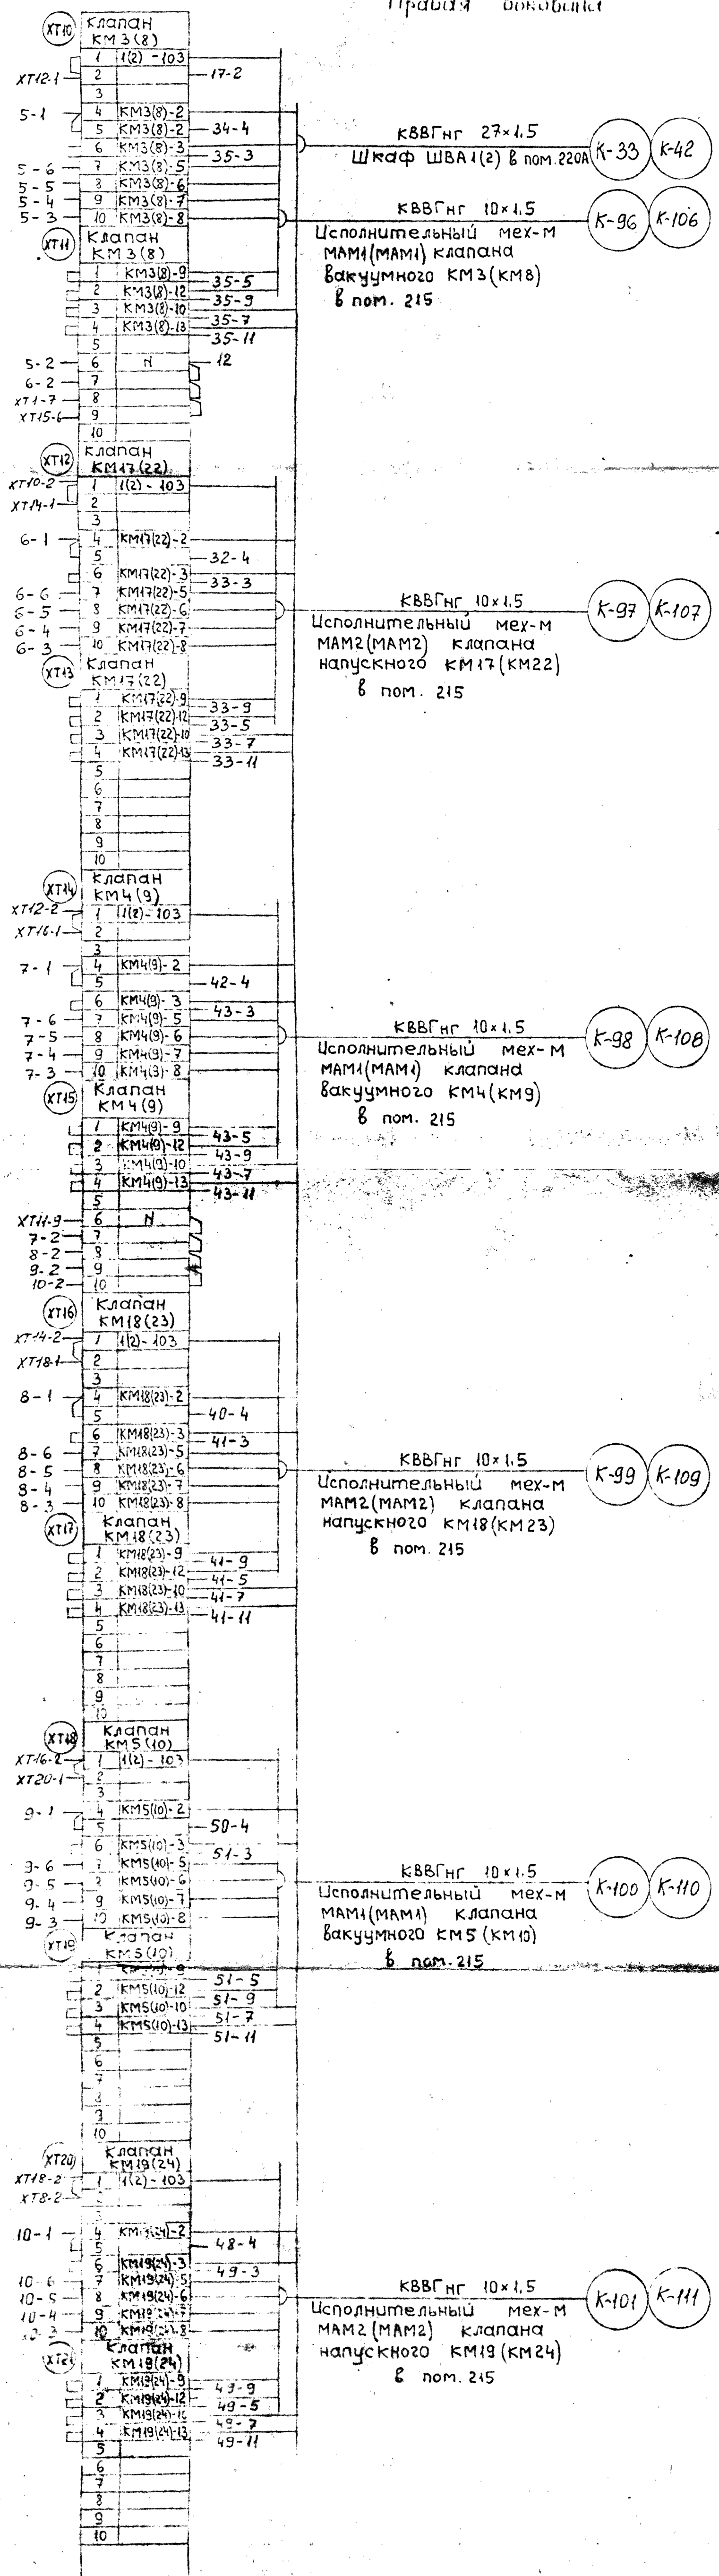 Правая боковина
XT10 Клапан
КМ3(8)
1 1(2)-103
XT12-1 2 17-2
3
5-1 4 КМ3(8)-2
5 КМ3(8)-2 34-4
6 КМ3(8)-3 35-3
5-6 7 КМ3(8)-5
5-5 8 КМ3(8)-6
5-4 9 КМ3(8)-7
5-3 10 КМ3(8)-8
КВВГнг 27×1.5
Шкаф ШВА1(2) в пом.220А
К-33 К-42
КВВГнг 10×1.5
Исполнительный мех-м
МАМ1(МАМ1) клапана
вакуумного КМ3(КМ8)
в пом. 215
К-96 К-106
XT11 Клапан
КМ3(8)
1 КМ3(8)-9 35-5
2 КМ3(8)-12 35-9
3 КМ3(8)-10 35-7
4 КМ3(8)-13 35-11
5
5-2 6 N 12
6-2 7
XT1-7 8
XT15-6 9
10
XT12 Клапан
КМ17(22)
XT10-2 1 1(2)-103
XT14-1 2
3
6-1 4 КМ17(22)-2
5 32-4
6 КМ17(22)-3 33-3
6-6 7 КМ17(22)-5
6-5 8 КМ17(22)-6
6-4 9 КМ17(22)-7
6-3 10 КМ17(22)-8
КВВГнг 10×1.5
Исполнительный мех-м
МАМ2(МАМ2) клапана
напускного КМ17(КМ22)
в пом. 215
К-97 К-107
XT13 Клапан
КМ17(22)
1 КМ17(22)-9 33-9
2 КМ17(22)-12 33-5
3 КМ17(22)-10 33-7
4 КМ17(22)-13 33-11
5
6
7
8
9
10
XT14 Клапан
КМ4(9)
XT12-2 1 1(2)-103
XT16-1 2
3
7-1 4 КМ4(9)-2
5 42-4
6 КМ4(9)-3 43-3
7-6 7 КМ4(9)-5
7-5 8 КМ4(9)-6
7-4 9 КМ4(9)-7
7-3 10 КМ4(9)-8
КВВГнг 10×1.5
Исполнительный мех-м
МАМ1(МАМ1) клапана
вакуумного КМ4(КМ9)
в пом. 215
К-98 К-108
XT15 Клапан
КМ4(9)
1 КМ4(9)-9 43-5
2 КМ4(9)-12 43-9
3 КМ4(9)-10 43-7
4 КМ4(9)-13 43-11
5
XT11-9 6 N
7-2 7
8-2 8
9-2 9
10-2 10
XT16 Клапан
КМ18(23)
XT14-2 1 1(2)-103
XT18-1 2
3
8-1 4 КМ18(23)-2
5 40-4
6 КМ18(23)-3 41-3
8-6 7 КМ18(23)-5
8-5 8 КМ18(23)-6
8-4 9 КМ18(23)-7
8-3 10 КМ18(23)-8
КВВГнг 10×1.5
Исполнительный мех-м
МАМ2(МАМ2) клапана
напускного КМ18(КМ23)
в пом. 215
К-99 К-109
XT17 Клапан
КМ18(23)
1 КМ18(23)-9 41-9
2 КМ18(23)-12 41-5
3 КМ18(23)-10 41-7
4 КМ18(23)-13 41-11
5
6
7
8
9
10
XT18 Клапан
КМ5(10)
XT16-2 1 1(2)-103
XT20-1 2
3
9-1 4 КМ5(10)-2
5 50-4
6 КМ5(10)-3 51-3
9-6 7 КМ5(10)-5
9-5 8 КМ5(10)-6
9-4 9 КМ5(10)-7
9-3 10 КМ5(10)-8
КВВГнг 10×1.5
Исполнительный мех-м
МАМ1(МАМ1) клапана
вакуумного КМ5(КМ10)
в пом. 215
К-100 К-110
XT19 Клапан
КМ5(10)
51-5
2 КМ5(10)-12 51-9
3 КМ5(10)-10 51-7
4 КМ5(10)-13 51-11
5
6
7
8
9
10
XT20 Клапан
КМ19(24)
XT18-2 1 1(2)-103
XT8-2
10-1 4 КМ19(24)-2
5 48-4
6 КМ19(24)-3 49-3
10-6 7 КМ19(24)-5
10-5 8 КМ19(24)-6
10-4 9 КМ19(24)-7
10-3 10 КМ19(24)-8
КВВГнг 10×1.5
Исполнительный мех-м
МАМ2(МАМ2) клапана
напускного КМ19(КМ24)
в пом. 215
К-101 К-111
XT21 Клапан
КМ19(24)
1 КМ19(24)-9 49-9
2 КМ19(24)-12 49-5
3 КМ19(24)-10 49-7
4 КМ19(24)-13 49-11
5
6
7
8
9
10